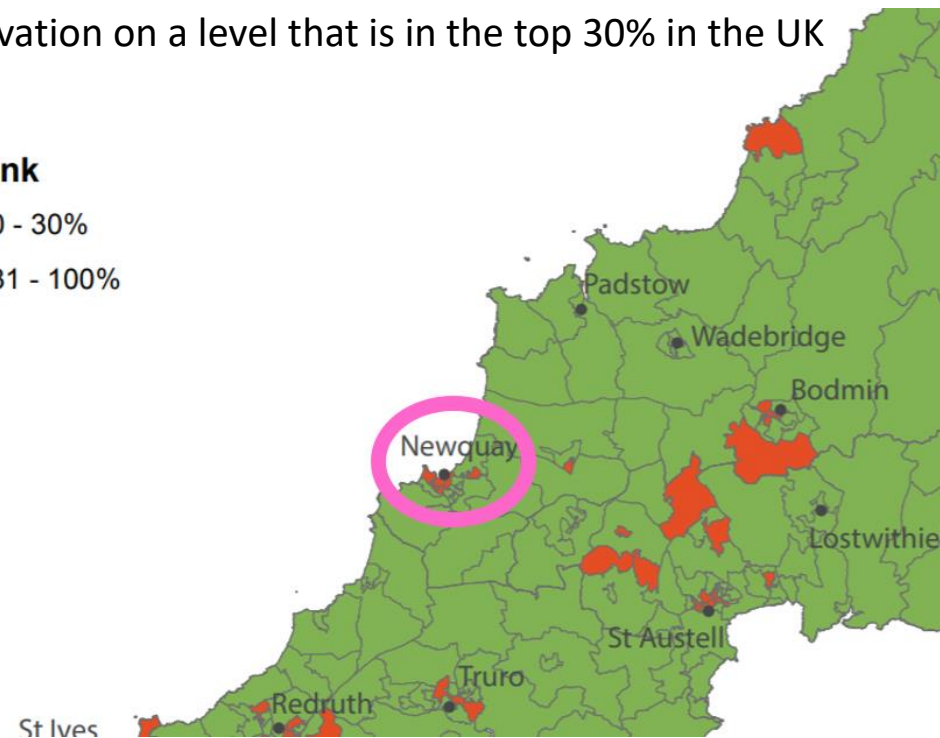 vation on a level that is in the top 30% in the UK
nk
0 - 30%
31 - 100%
Padstow
Wadebridge
Bodmin
Newquay
Lostwithie
St Austell
Truro
Redruth
St Ives